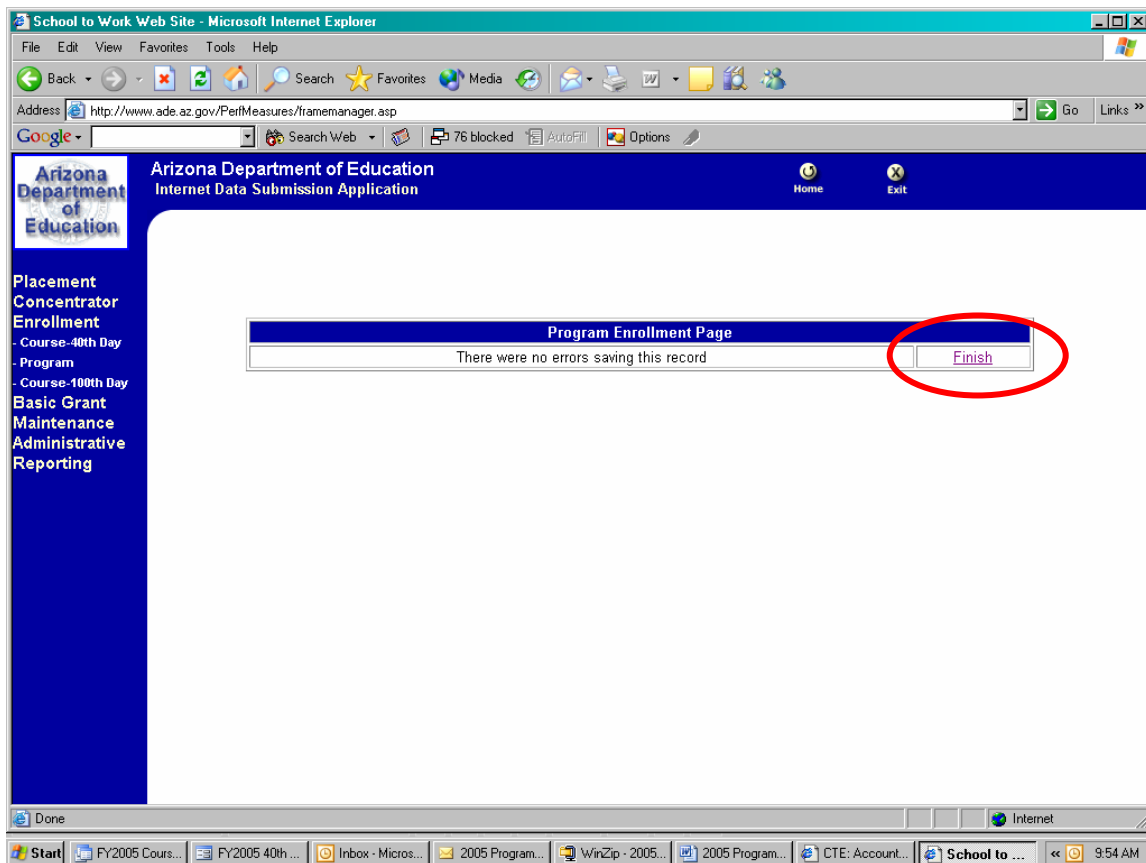 School to Work Web Site - Microsoft Internet Explorer
File Edit View Favorites Tools Help
Back Search Favorites Media
Address http://www.ade.az.gov/PerfMeasures/framemanager.asp Go Links »
Google Search Web 76 blocked AutoFill Options
Arizona
Department
of
Education
Arizona Department of Education
Internet Data Submission Application
Home Exit
Placement
Concentrator
Enrollment
- Course-40th Day
- Program
- Course-100th Day
Basic Grant
Maintenance
Administrative
Reporting
Program Enrollment Page
There were no errors saving this record Finish
Done Internet
Start FY2005 Cours... FY2005 40th ... Inbox - Micros... 2005 Program... WinZip - 2005... 2005 Program... CTE: Account... School to ... « 9:54 AM